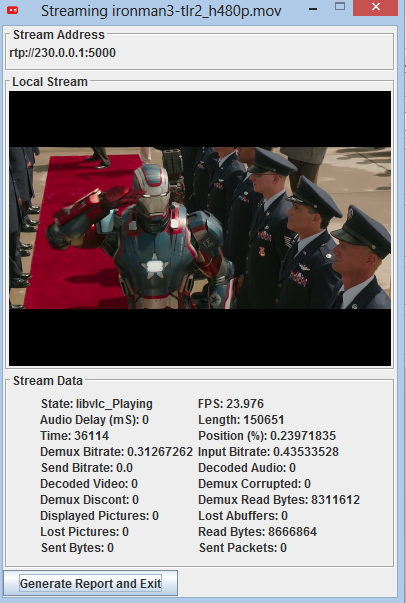 Streaming ironman3-tlr2_h480p.mov
Stream Address
rtp://230.0.0.1:5000
Local Stream
Stream Data
State: libvlc_Playing FPS: 23.976
Audio Delay (mS): 0 Length: 150651
Time: 36114 Position (%): 0.23971835
Demux Bitrate: 0.31267262 Input Bitrate: 0.43533528
Send Bitrate: 0.0 Decoded Audio: 0
Decoded Video: 0 Demux Corrupted: 0
Demux Discont: 0 Demux Read Bytes: 8311612
Displayed Pictures: 0 Lost Abuffers: 0
Lost Pictures: 0 Read Bytes: 8666864
Sent Bytes: 0 Sent Packets: 0
Generate Report and Exit